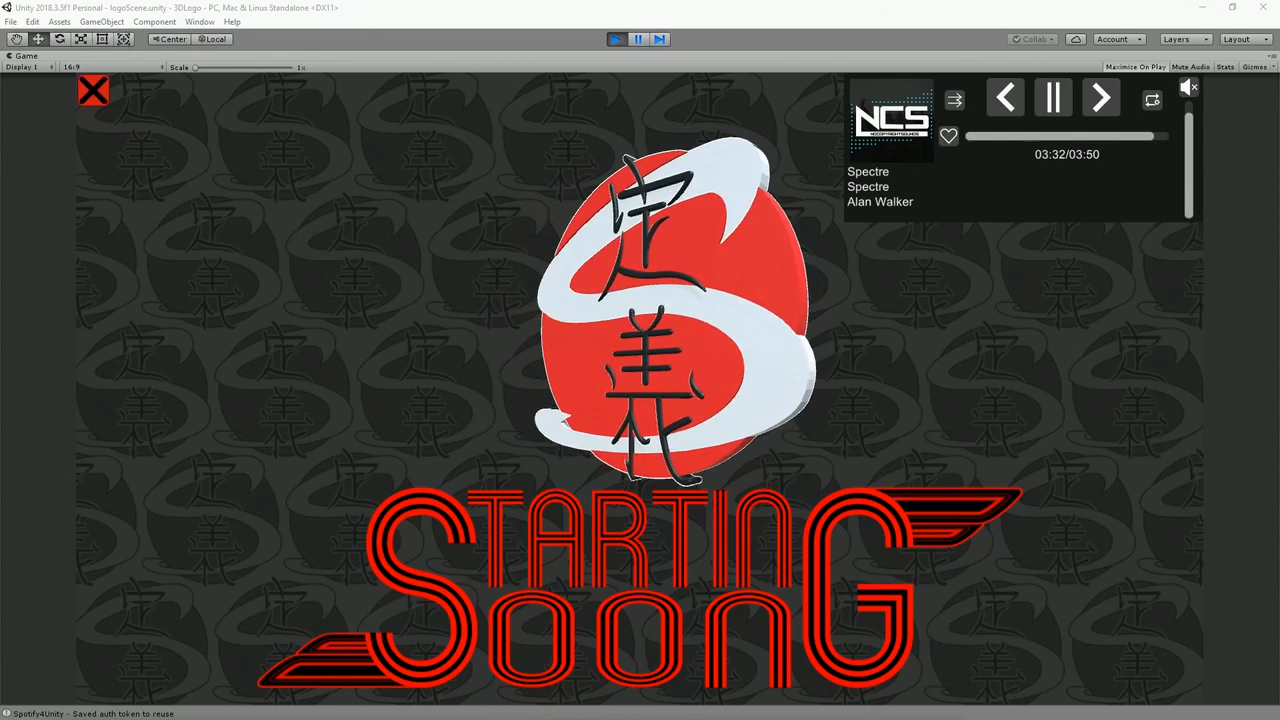 Unity 2018.3.5f1 Personal - logoScene.unity - 3DLogo - PC, Mac & Linux Standalone <DX11>
File Edit Assets GameObject Component Window Help
Center Local Collab Account Layers Layout
Game
Display 1 16:9 Scale 1x Maximize On Play Mute Audio Stats Gizmos
NCS
NOCOPYRIGHTSOUNDS
03:32/03:50
Spectre
Spectre
Alan Walker
定
義
STARTING
SOON
Spotify4Unity - Saved auth token to reuse